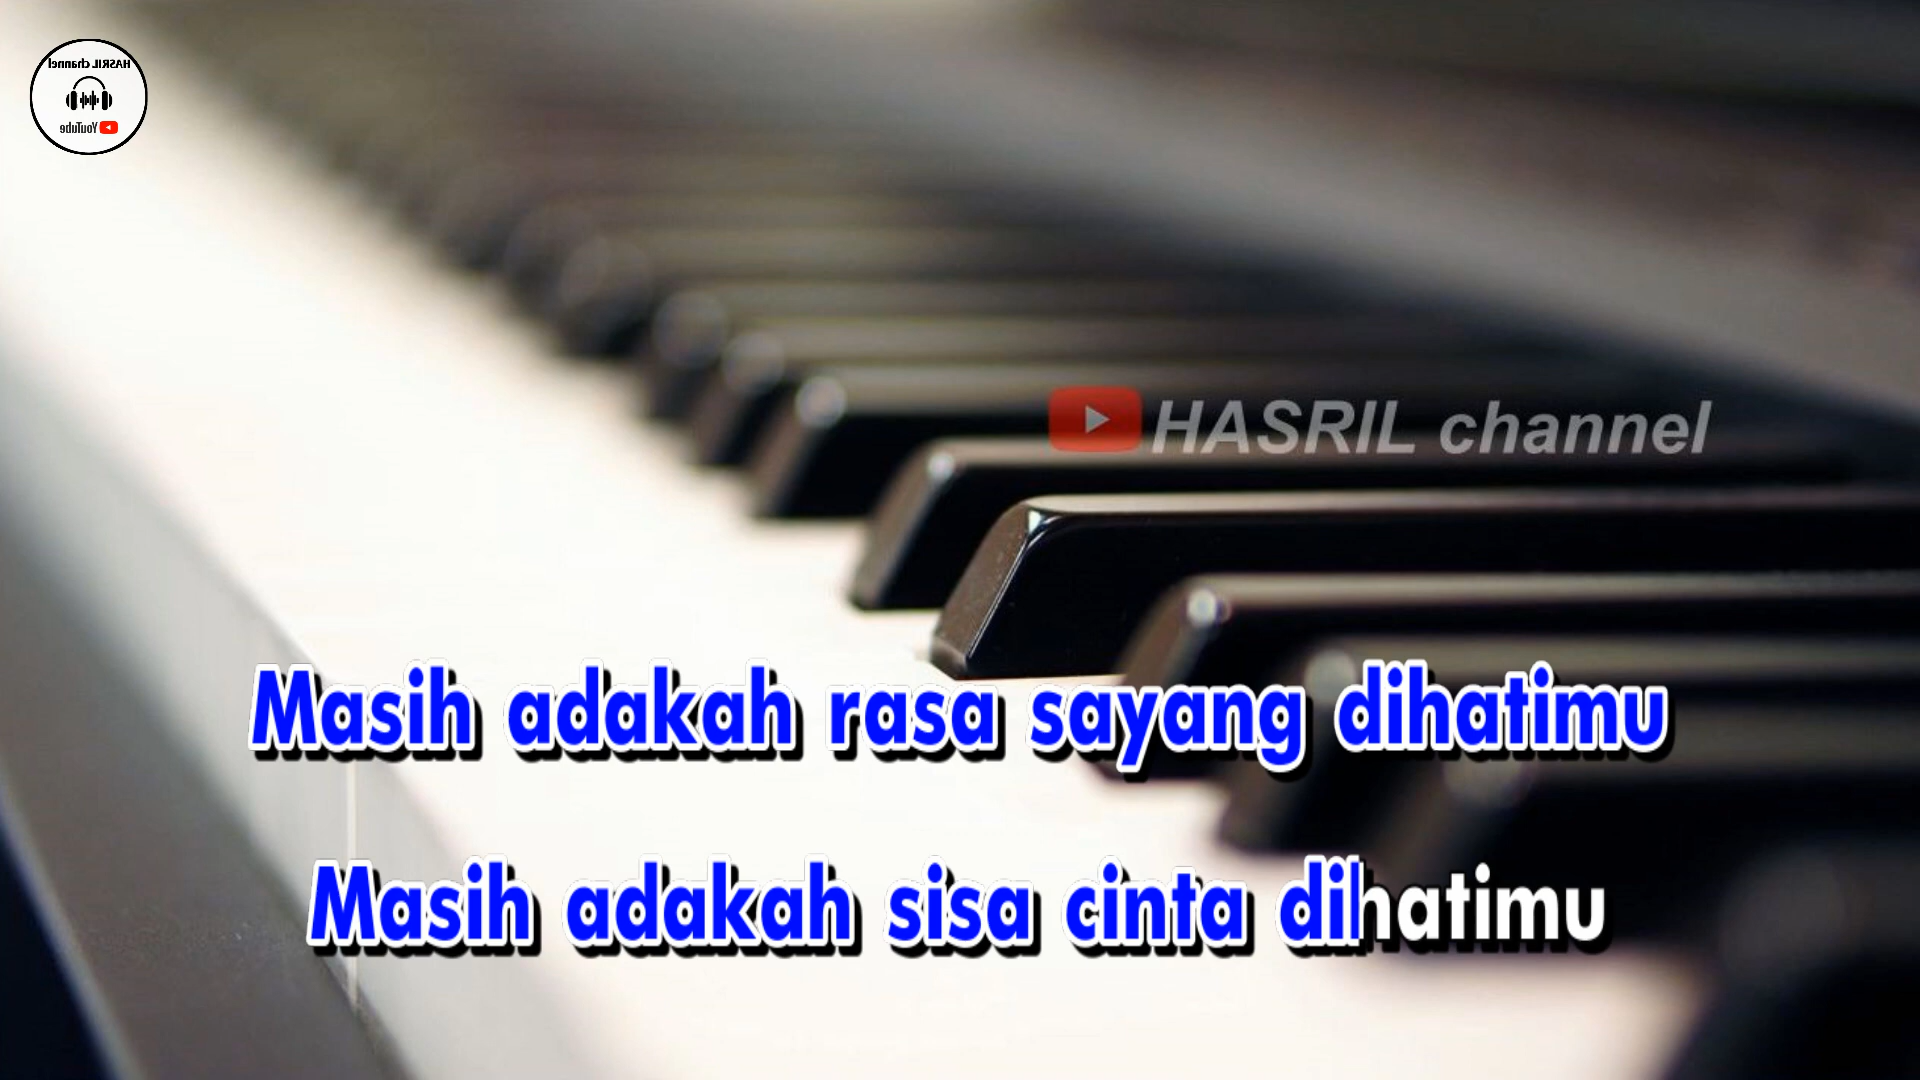 HASRIL channel
YouTube
HASRIL channel
Masih adakah rasa sayang dihatimu
Masih adakah sisa cinta dihatimu